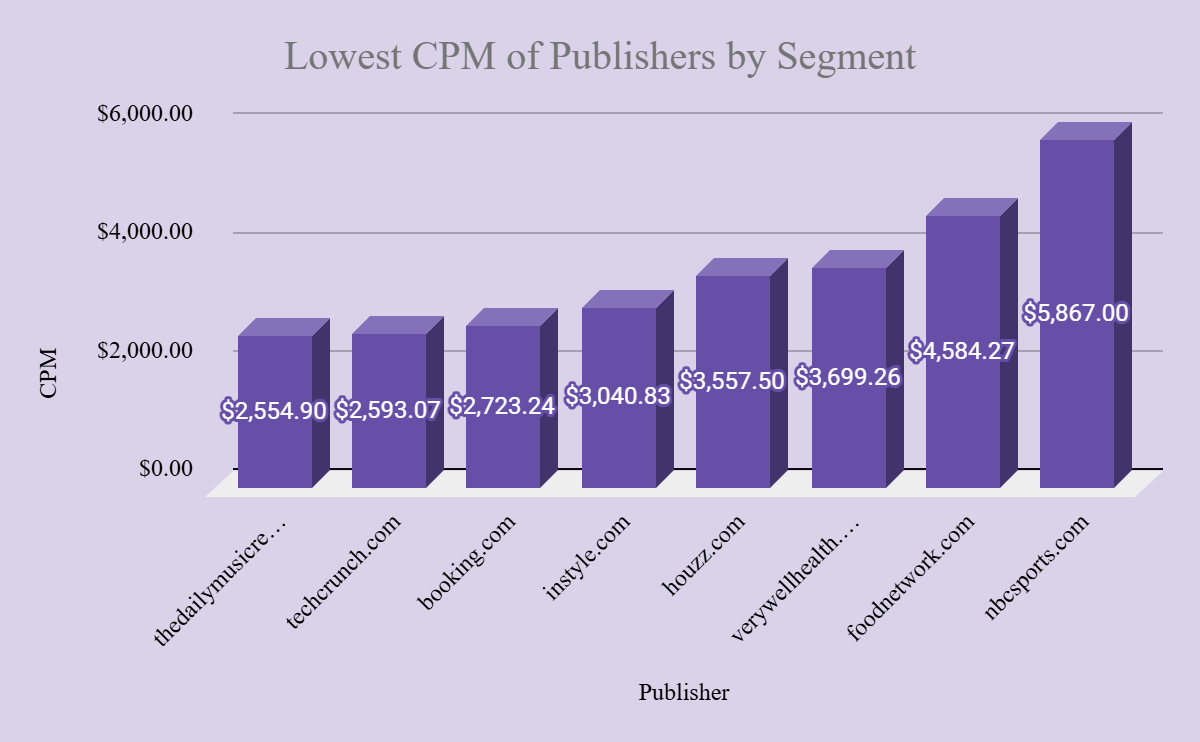 Lowest CPM of Publishers by Segment
$6,000.00
$4,000.00
$2,000.00
$0.00
CPM
$2,554.90
$2,593.07
$2,723.24
$3,040.83
$3,557.50
$3,699.26
$4,584.27
$5,867.00
thedailymusicre…
techcrunch.com
booking.com
instyle.com
houzz.com
verywellhealth.…
foodnetwork.com
nbcsports.com
Publisher